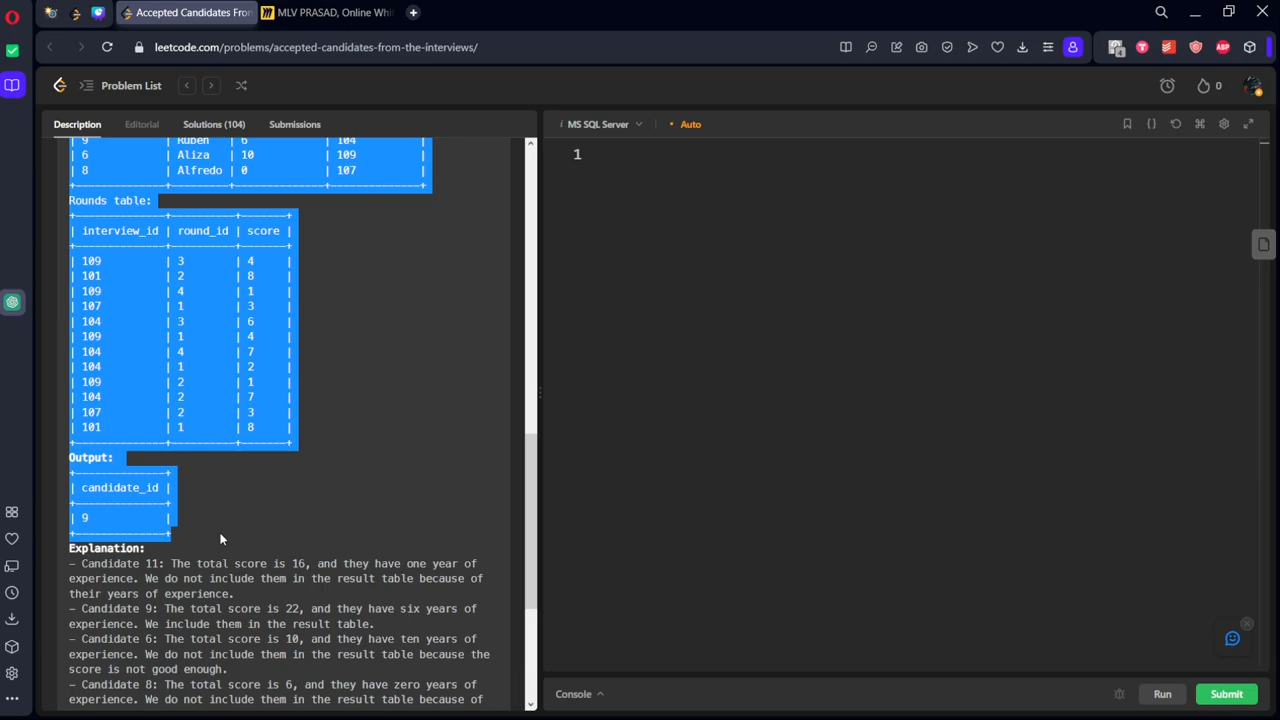 Accepted Candidates From
MLV PRASAD, Online Whi
leetcode.com/problems/accepted-candidates-from-the-interviews/
4
ABP
Problem List
0
Description
Editorial
Solutions (104)
Submissions
i MS SQL Server
• Auto
1
| 9 | Ruben | 6 | 104 |
| 6 | Aliza | 10 | 109 |
| 8 | Alfredo | 0 | 107 |
+--------------+---------+--------------+--------------+
Rounds table:
+--------------+----------+-------+
| interview_id | round_id | score |
+--------------+----------+-------+
| 109 | 3 | 4 |
| 101 | 2 | 8 |
| 109 | 4 | 1 |
| 107 | 1 | 3 |
| 104 | 3 | 6 |
| 109 | 1 | 4 |
| 104 | 4 | 7 |
| 104 | 1 | 2 |
| 109 | 2 | 1 |
| 104 | 2 | 7 |
| 107 | 2 | 3 |
| 101 | 1 | 8 |
+--------------+----------+-------+
Output:
+--------------+
| candidate_id |
+--------------+
| 9 |
+--------------+
Explanation:
– Candidate 11: The total score is 16, and they have one year of
experience. We do not include them in the result table because of
their years of experience.
– Candidate 9: The total score is 22, and they have six years of
experience. We include them in the result table.
– Candidate 6: The total score is 10, and they have ten years of
experience. We do not include them in the result table because the
score is not good enough.
– Candidate 8: The total score is 6, and they have zero years of
experience. We do not include them in the result table because of
Console
Run
Submit